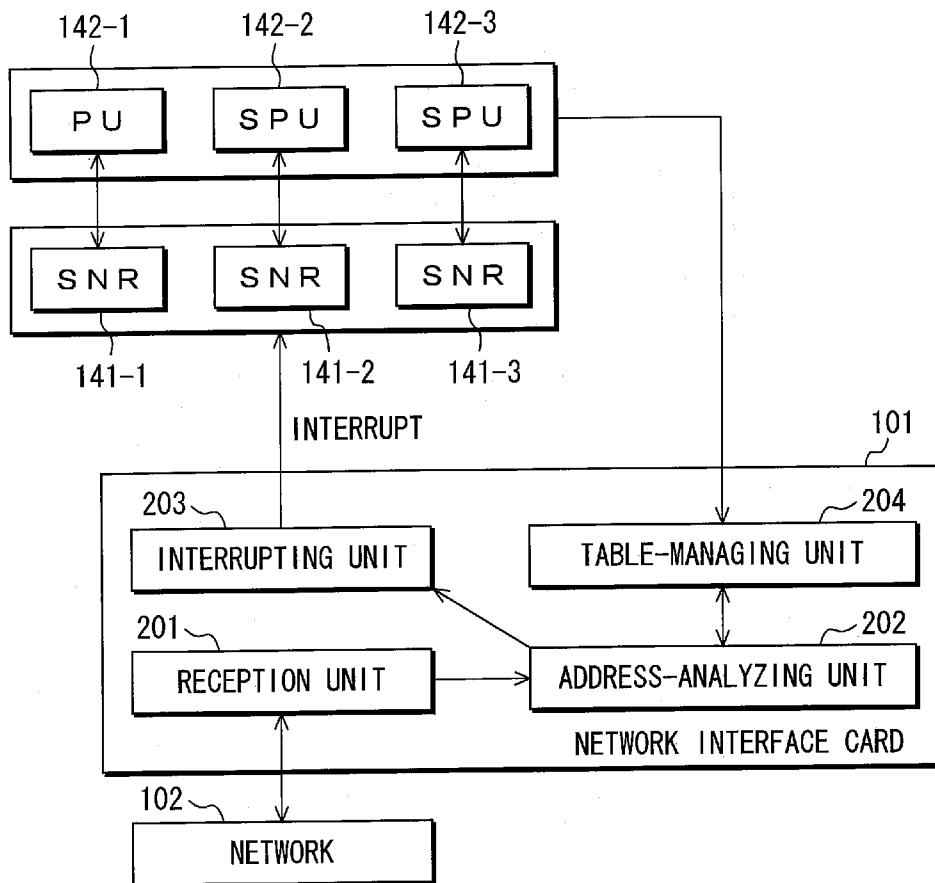 142-1 142-2 142-3
PU SPU SPU
SNR SNR SNR
141-1 141-2 141-3
INTERRUPT
101
203 204
INTERRUPTING UNIT TABLE-MANAGING UNIT
201 202
RECEPTION UNIT ADDRESS-ANALYZING UNIT
NETWORK INTERFACE CARD
102
NETWORK